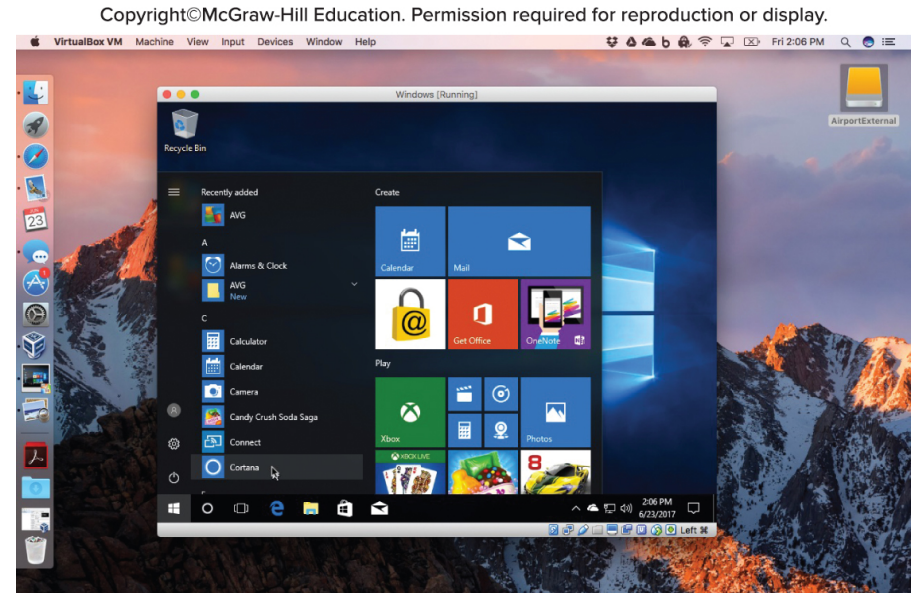 Copyright©McGraw-Hill Education. Permission required for reproduction or display.
VirtualBox VM Machine View Input Devices Window Help
Fri 2:06 PM
Windows [Running]
AirportExternal
Recycle Bin
Recently added
Create
AVG
A
Alarms & Clock
Calendar
Mail
AVG
New
C
@
Calculator
Get Office
OneNote
Calendar
Play
Camera
Candy Crush Soda Saga
Connect
Xbox
Photos
XBOX LIVE
8
Cortana
23
2:06 PM
6/23/2017
Left ⌘